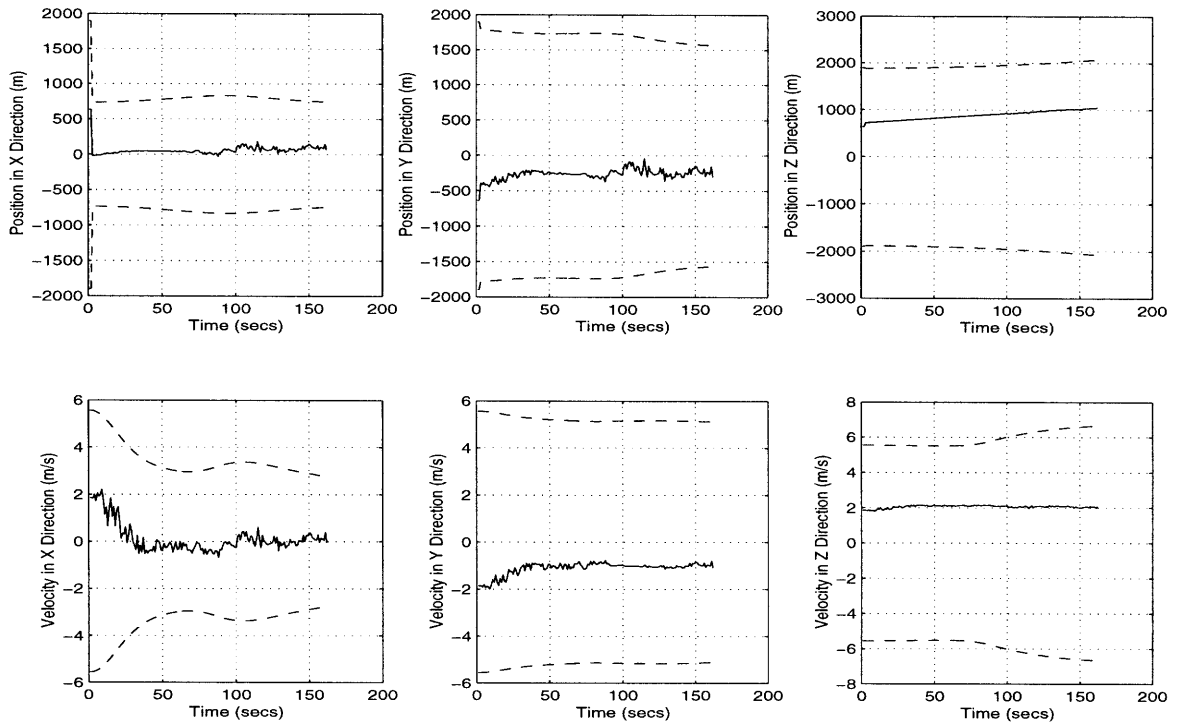 Position in X Direction (m)
2000
1500
1000
500
0
−500
−1000
−1500
−2000
0 50 100 150 200
Time (secs)
Position in Y Direction (m)
2000
1500
1000
500
0
−500
−1000
−1500
−2000
0 50 100 150 200
Time (secs)
Position in Z Direction (m)
3000
2000
1000
0
−1000
−2000
−3000
0 50 100 150 200
Time (secs)
Velocity in X Direction (m/s)
6
4
2
0
−2
−4
−6
0 50 100 150 200
Time (secs)
Velocity in Y Direction (m/s)
6
4
2
0
−2
−4
−6
0 50 100 150 200
Time (secs)
Velocity in Z Direction (m/s)
8
6
4
2
0
−2
−4
−6
−8
0 50 100 150 200
Time (secs)